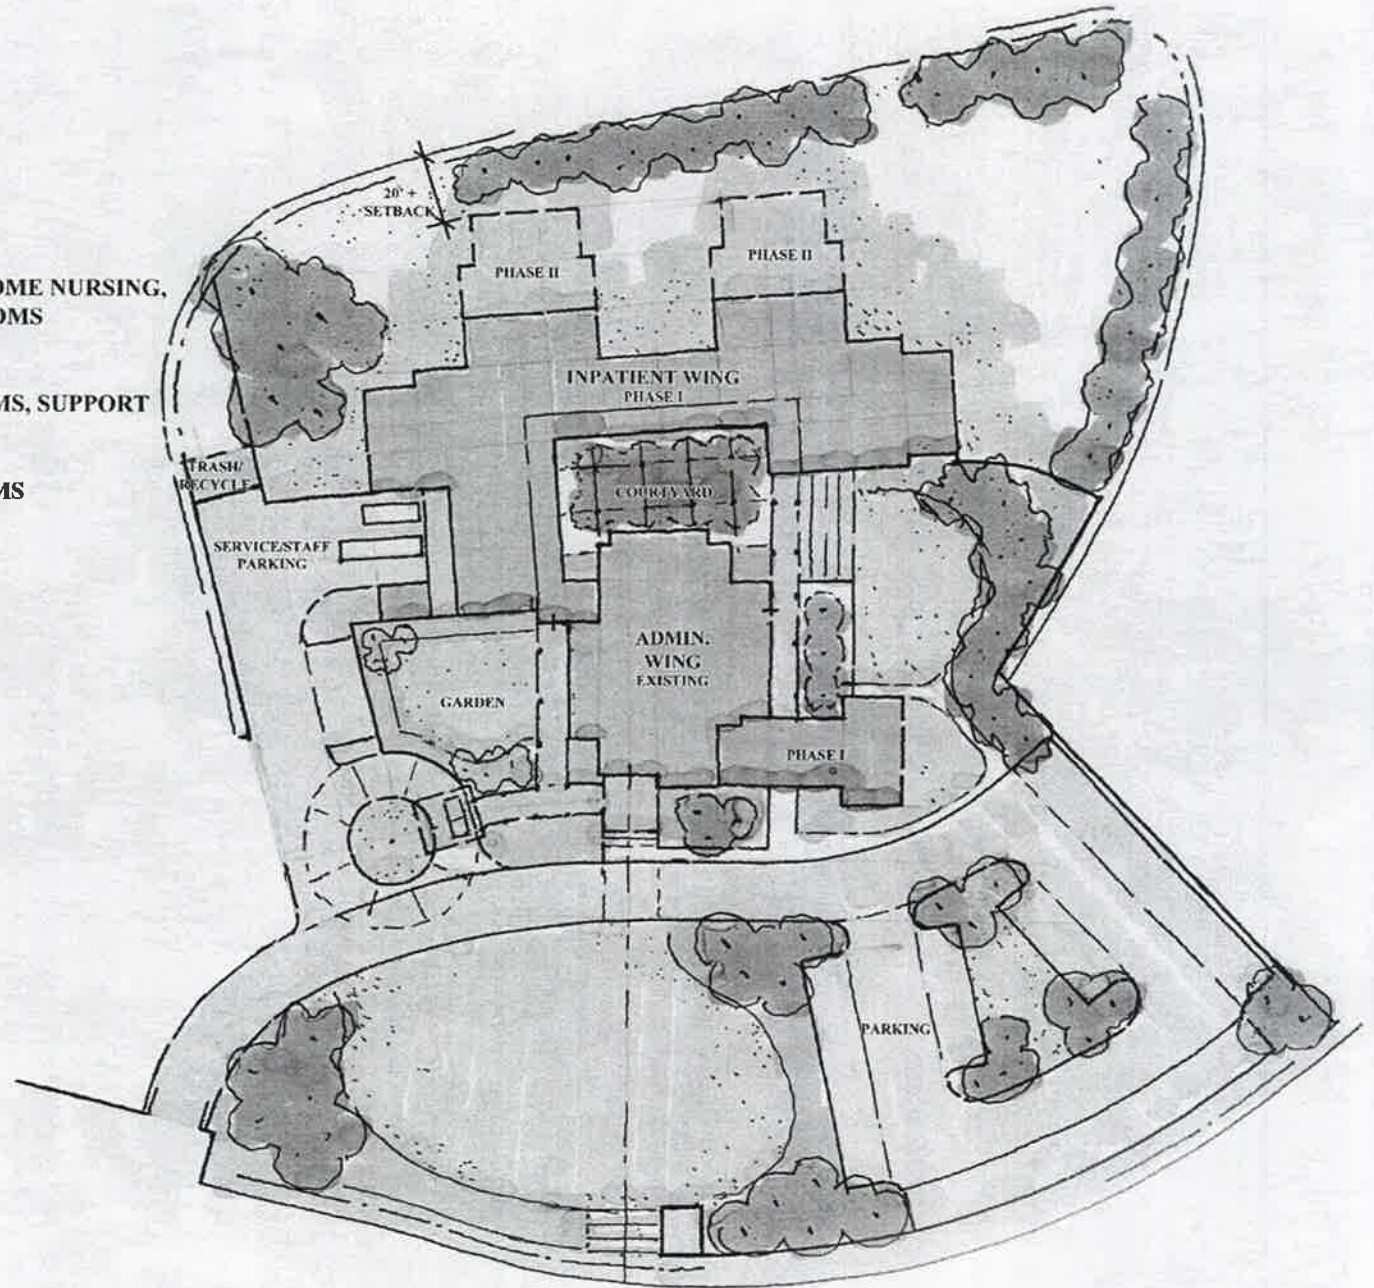 20' +
SETBACK
PHASE II
PHASE II
OME NURSING,
OMS
INPATIENT WING
PHASE I
MS, SUPPORT
TRASH/
RECYCLE
MS
COURTYARD
SERVICE/STAFF
PARKING
ADMIN.
WING
EXISTING
GARDEN
PHASE I
PARKING